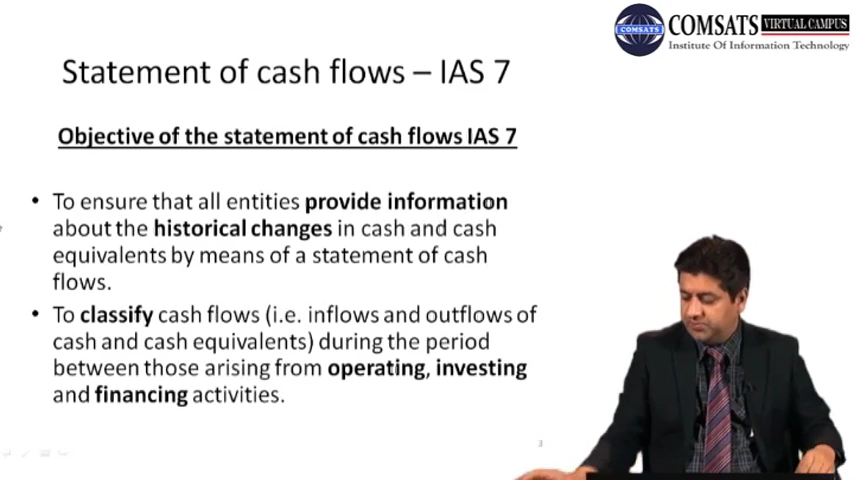 COMSATS
COMSATS VIRTUAL CAMPUS
Institute Of Information Technology
Statement of cash flows – IAS 7
Objective of the statement of cash flows IAS 7
• To ensure that all entities provide information
about the historical changes in cash and cash
equivalents by means of a statement of cash
flows.
• To classify cash flows (i.e. inflows and outflows of
cash and cash equivalents) during the period
between those arising from operating, investing
and financing activities.